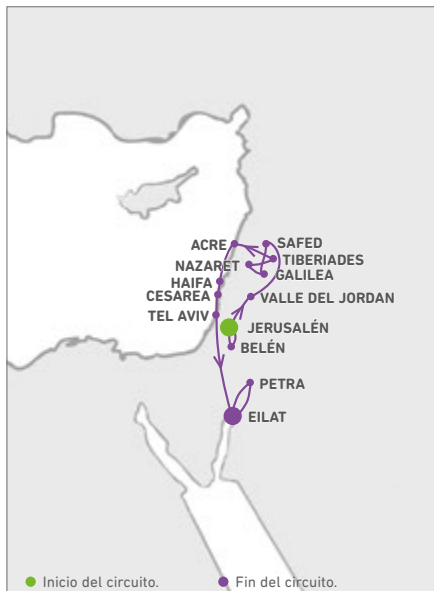 ACRE
SAFED
TIBERIADES
NAZARET
GALILEA
HAIFA
CESAREA
VALLE DEL JORDAN
TEL AVIV
JERUSALÉN
BELÉN
PETRA
EILAT
Inicio del circuito.
Fin del circuito.